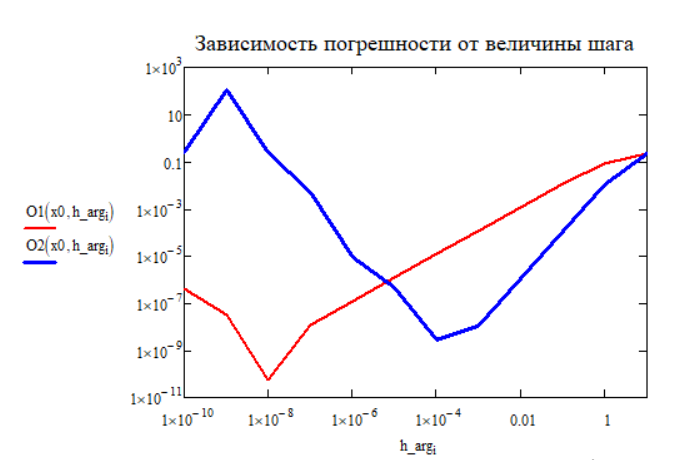 Зависимость погрешности от величины шага
1×10³
10
0.1
1×10⁻³
1×10⁻⁵
1×10⁻⁷
1×10⁻⁹
1×10⁻¹¹
O1(x0, h_argᵢ)
O2(x0, h_argᵢ)
1×10⁻¹⁰ 1×10⁻⁸ 1×10⁻⁶ 1×10⁻⁴ 0.01 1
h_argᵢ